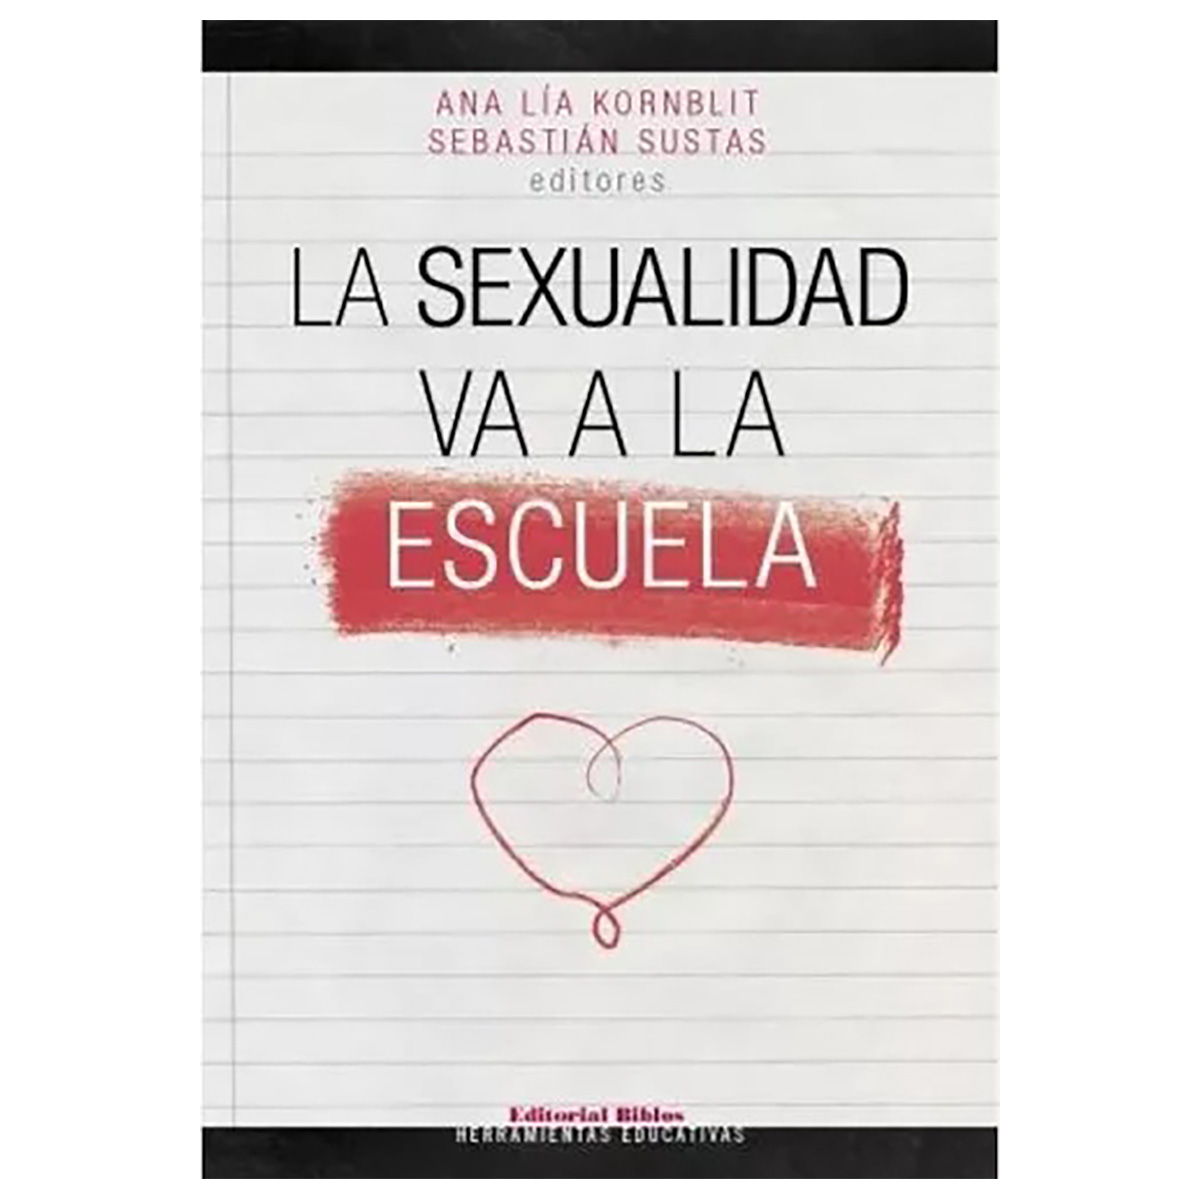 ANA LÍA KORNBLIT
SEBASTIÁN SUSTAS
editores
LA SEXUALIDAD
VA A LA
ESCUELA
Editorial Biblos
HERRAMIENTAS EDUCATIVAS